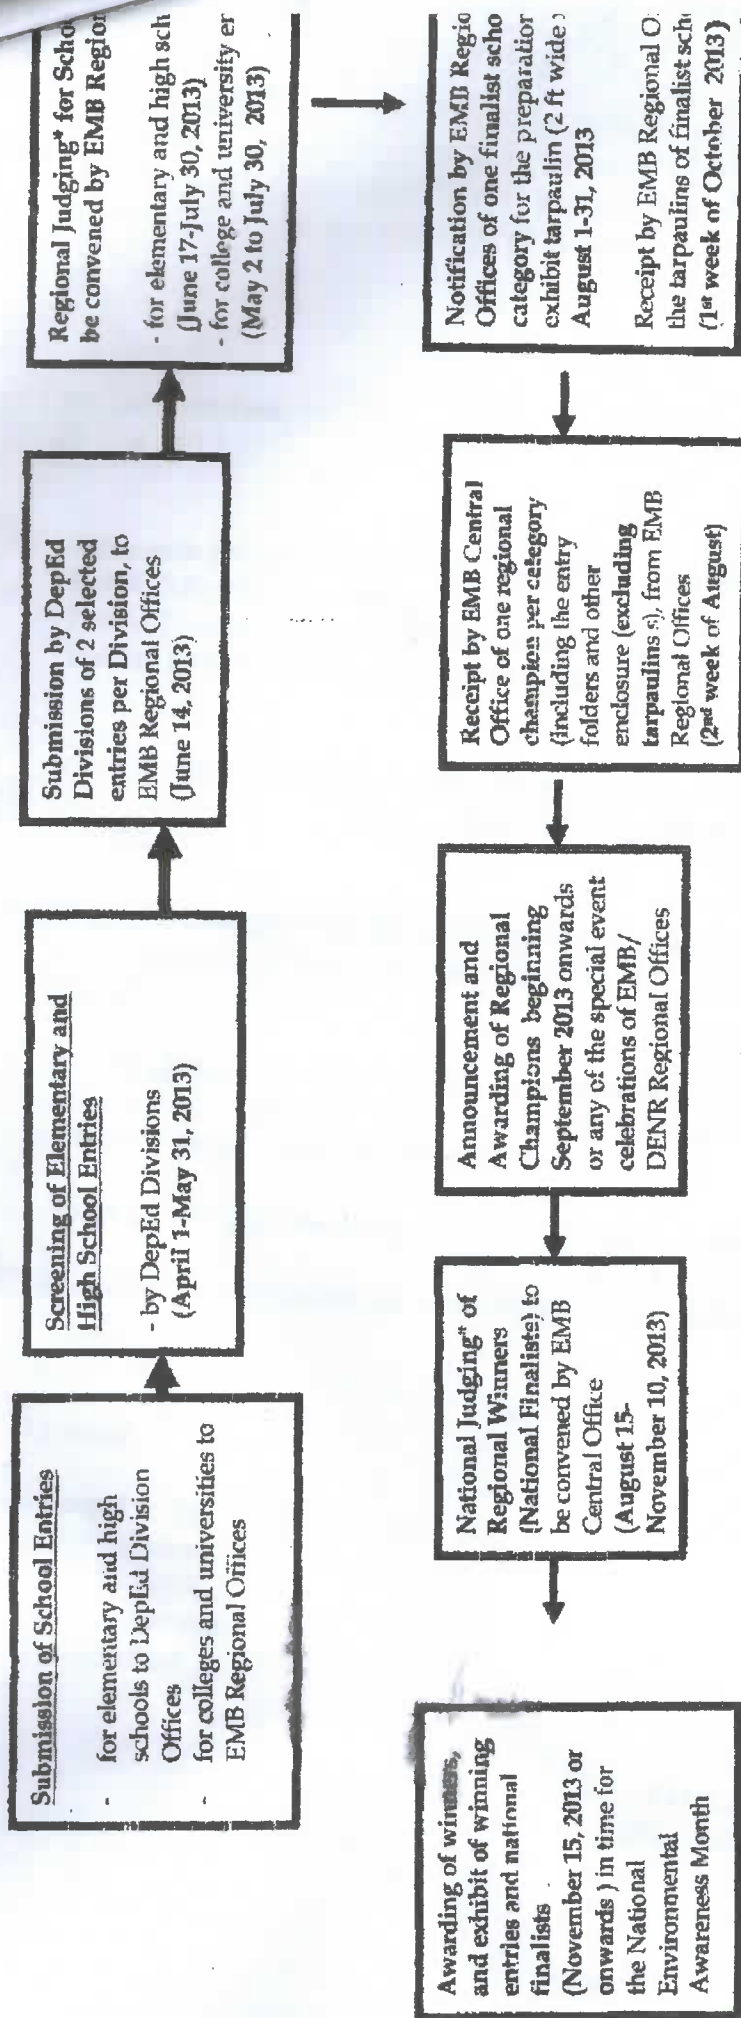 Submission of School Entries
- for elementary and high
schools to DepEd Division
Offices
- for colleges and universities to
EMB Regional Offices
Screening of Elementary and
High School Entries
- by DepEd Divisions
(April 1-May 31, 2013)
Submission by DepEd
Divisions of 2 selected
entries per Division, to
EMB Regional Offices
(June 14, 2013)
Regional Judging* for
be convened by EMB
- for elementary and high
(June 17-July 30, 2013)
- for college and university
(May 2 to July 30, 2013)
Notification by EMB
Offices of one finalist
category for the
exhibit tarpaulin (2 ft wide
August 1-31, 2013
Receipt by EMB Regional
the tarpaulins of finalist
(1st week of October 2013)
Receipt by EMB Central
Office of one regional
champion per category
(including the entry
folders and other
enclosure (excluding
tarpaulins s), from EMB
Regional Offices
(2nd week of August)
Announcement and
Awarding of Regional
Champions beginning
September 2013 onwards
or any of the special event
celebrations of EMB/
DENR Regional Offices
National Judging* of
Regional Winners
(National Finalists) to
be convened by EMB
Central Office
(August 15-
November 10, 2013)
Awarding of winners,
and exhibit of winning
entries and national
finalists
(November 15, 2013 or
onwards ) in time for
the National
Environmental
Awareness Month